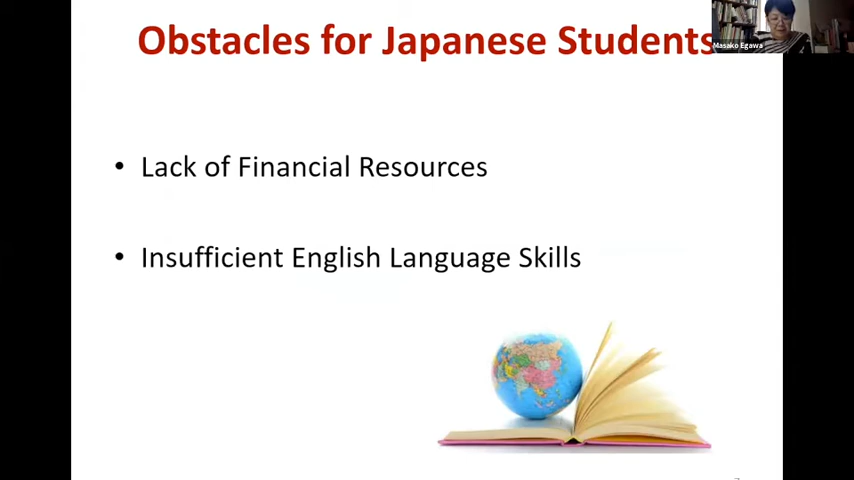 Obstacles for Japanese Students
Masako Egawa
• Lack of Financial Resources
• Insufficient English Language Skills